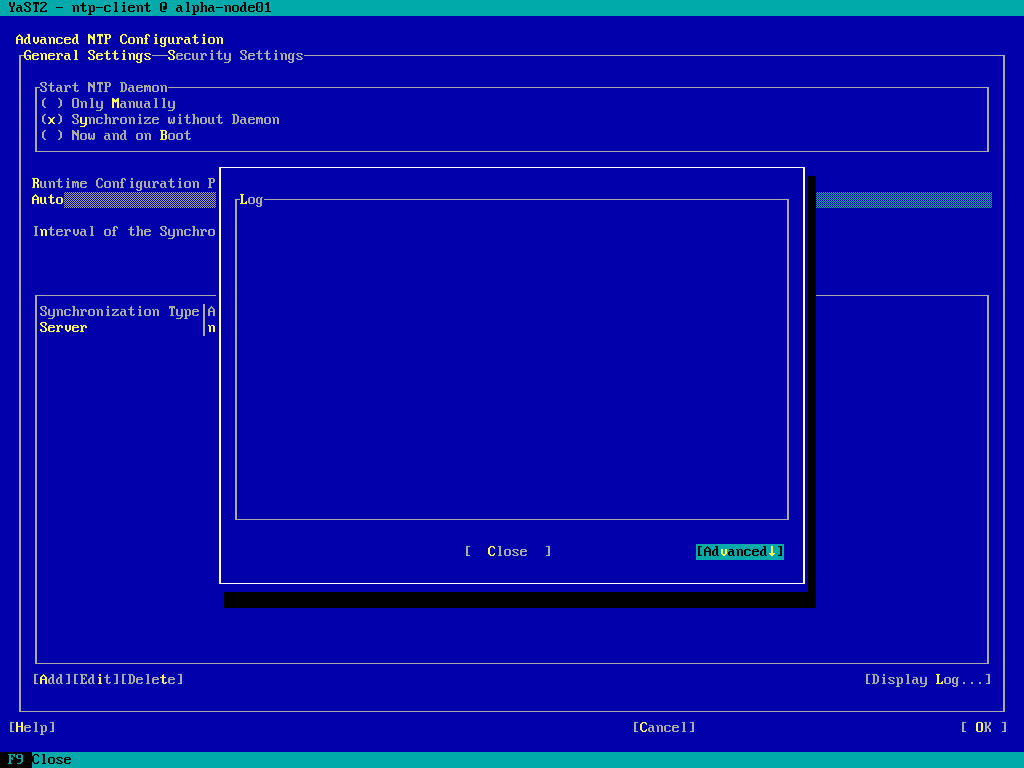 YaST2 - ntp-client @ alpha-node01
Advanced NTP Configuration
General Settings Security Settings
Start NTP Daemon
( ) Only Manually
(x) Synchronize without Daemon
( ) Now and on Boot
Runtime Configuration P
Auto
Interval of the Synchro
Log
Synchronization Type|A
Server |n
[ Close ] [Advanced↓]
[Add][Edit][Delete] [Display Log...]
[Help] [Cancel] [ OK ]
F9 Close